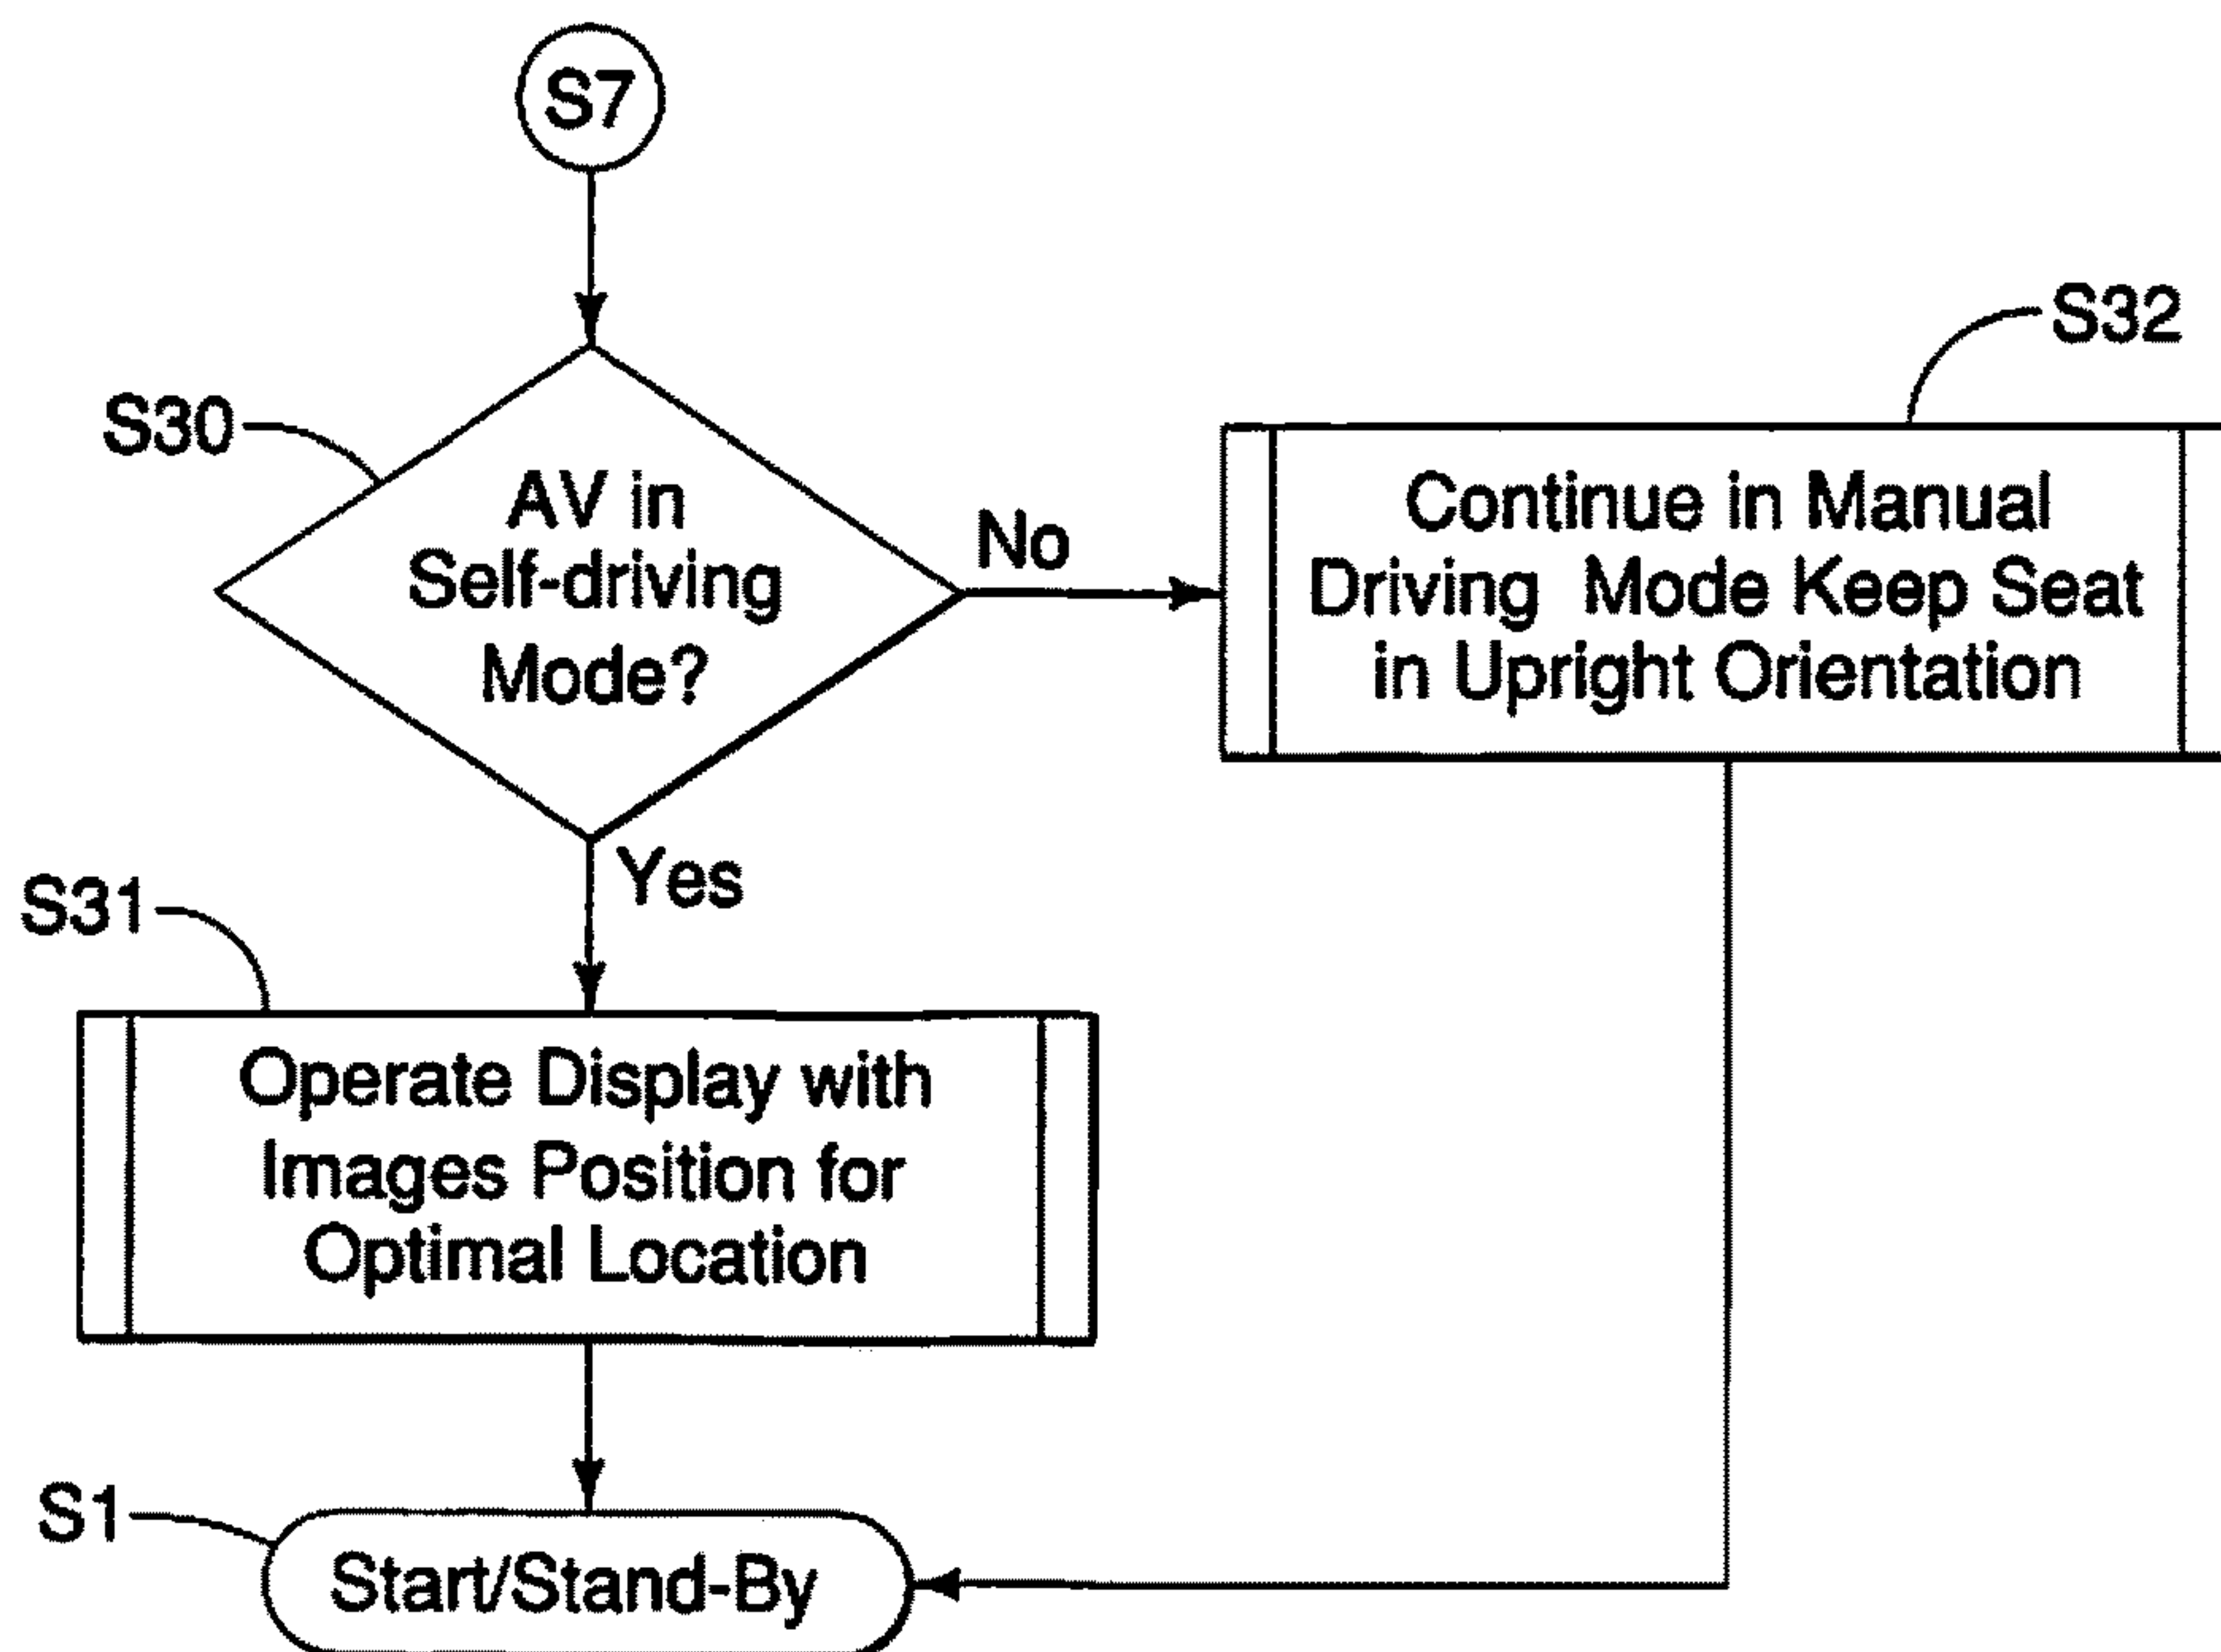 S7
S30
AV in
Self-driving
Mode?
No
S32
Continue in Manual
Driving Mode Keep Seat
in Upright Orientation
Yes
S31
Operate Display with
Images Position for
Optimal Location
S1
Start/Stand-By